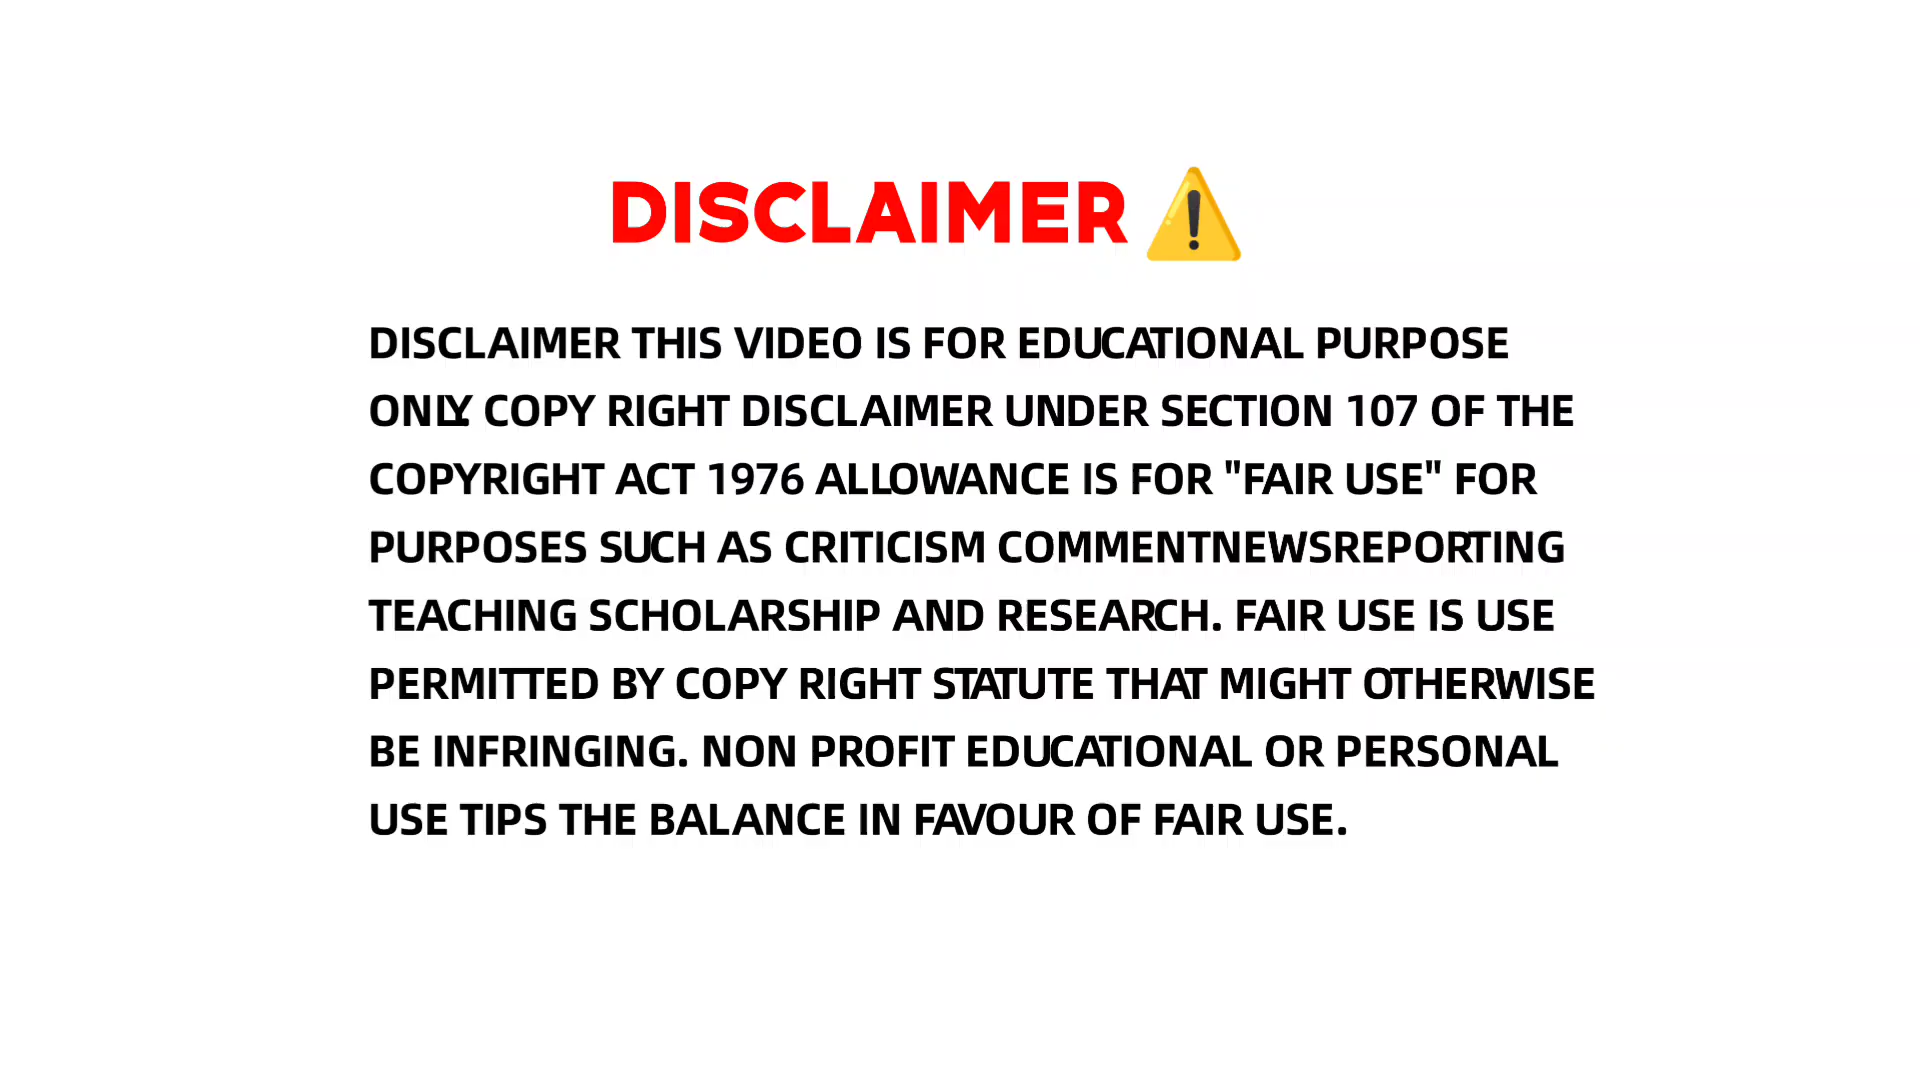 DISCLAIMER ⚠️
DISCLAIMER THIS VIDEO IS FOR EDUCATIONAL PURPOSE
ONLY. COPY RIGHT DISCLAIMER UNDER SECTION 107 OF THE
COPYRIGHT ACT 1976 ALLOWANCE IS FOR "FAIR USE" FOR
PURPOSES SUCH AS CRITICISM COMMENTNEWSREPORTING
TEACHING SCHOLARSHIP AND RESEARCH. FAIR USE IS USE
PERMITTED BY COPY RIGHT STATUTE THAT MIGHT OTHERWISE
BE INFRINGING. NON PROFIT EDUCATIONAL OR PERSONAL
USE TIPS THE BALANCE IN FAVOUR OF FAIR USE.